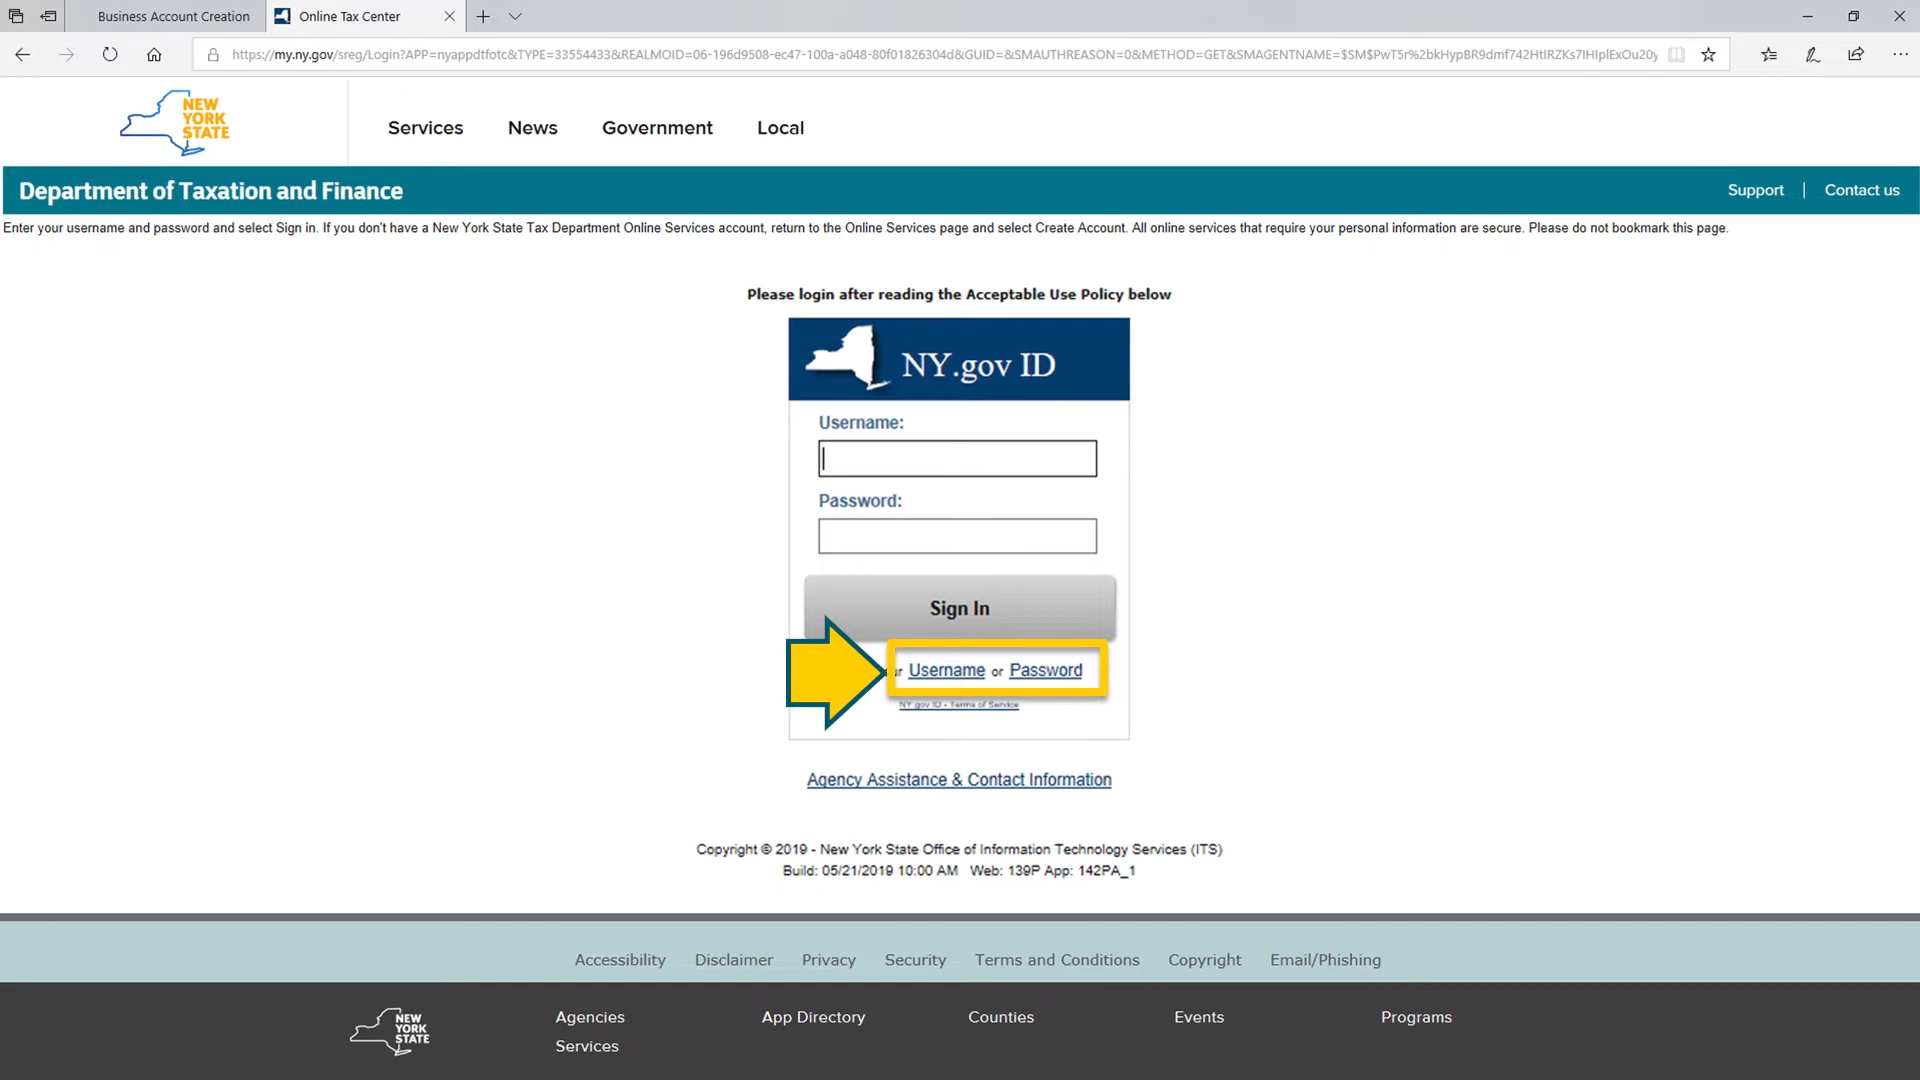 Business Account Creation
Online Tax Center
https://my.ny.gov/sreg/Login?APP=nyappdtfotc&TYPE=33554433&REALMOID=06-196d9508-ec47-100a-a048-80f01826304d&GUID=&SMAUTHREASON=0&METHOD=GET&SMAGENTNAME=$SM$PwT5r%2bkHypBR9dmf742HtIRZKs7IHIplExOu20y
NEW
YORK
STATE
Services News Government Local
Department of Taxation and Finance
Support | Contact us
Enter your username and password and select Sign in. If you don't have a New York State Tax Department Online Services account, return to the Online Services page and select Create Account. All online services that require your personal information are secure. Please do not bookmark this page.
Please login after reading the Acceptable Use Policy below
NY.gov ID
Username:
Password:
Sign In
Username or Password
NY.gov ID - Terms of Service
Agency Assistance & Contact Information
Copyright © 2019 - New York State Office of Information Technology Services (ITS)
Build: 05/21/2019 10:00 AM Web: 139P App: 142PA_1
Accessibility Disclaimer Privacy Security Terms and Conditions Copyright Email/Phishing
NEW
YORK
STATE
Agencies App Directory Counties Events Programs
Services